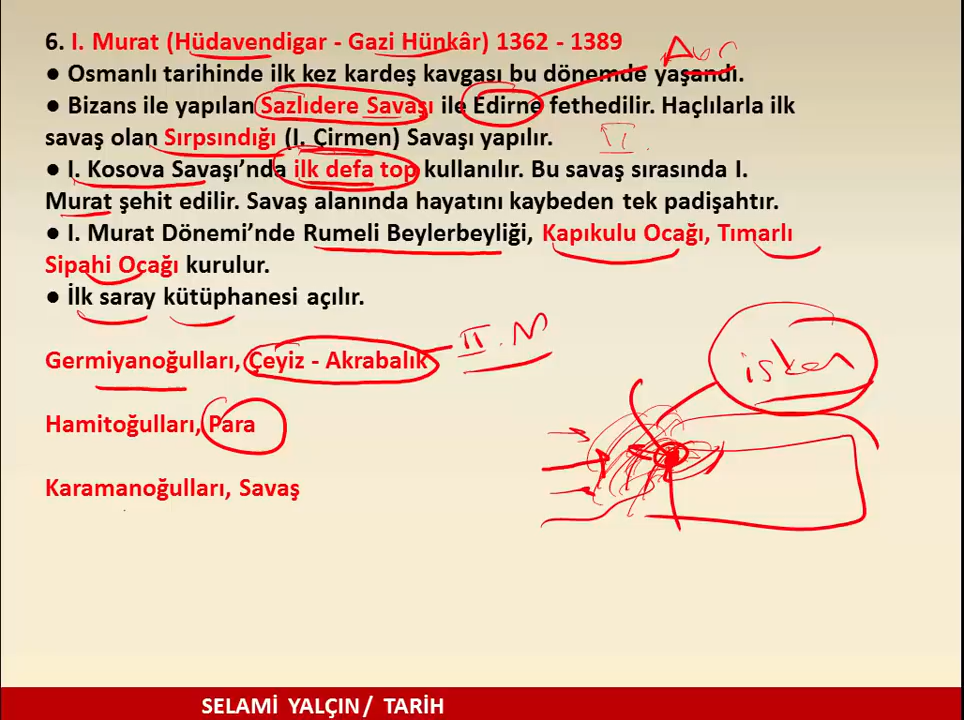 6. I. Murat (Hüdavendigar - Gazi Hünkâr) 1362 - 1389
● Osmanlı tarihinde ilk kez kardeş kavgası bu dönemde yaşandı.
● Bizans ile yapılan Sazlıdere Savaşı ile Edirne fethedilir. Haçlılarla ilk
savaş olan Sırpsındığı (I. Çirmen) Savaşı yapılır.
II
● I. Kosova Savaşı’nda ilk defa top kullanılır. Bu savaş sırasında I.
Murat şehit edilir. Savaş alanında hayatını kaybeden tek padişahtır.
● I. Murat Dönemi’nde Rumeli Beylerbeyliği, Kapıkulu Ocağı, Tımarlı
Sipahi Ocağı kurulur.
● İlk saray kütüphanesi açılır.
Germiyanoğulları, Çeyiz - Akrabalık
II. M
isken
Hamitoğulları, Para
Karamanoğulları, Savaş
SELAMİ YALÇIN / TARİH